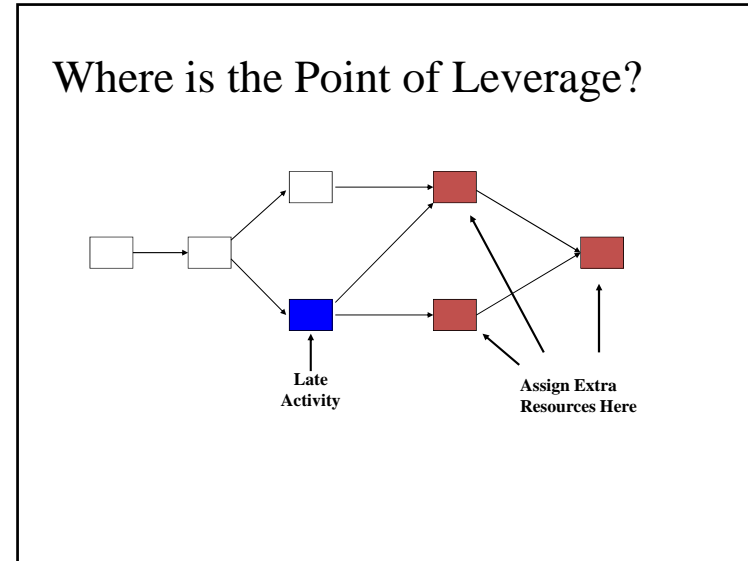 Where is the Point of Leverage?
Late
Activity
Assign Extra
Resources Here